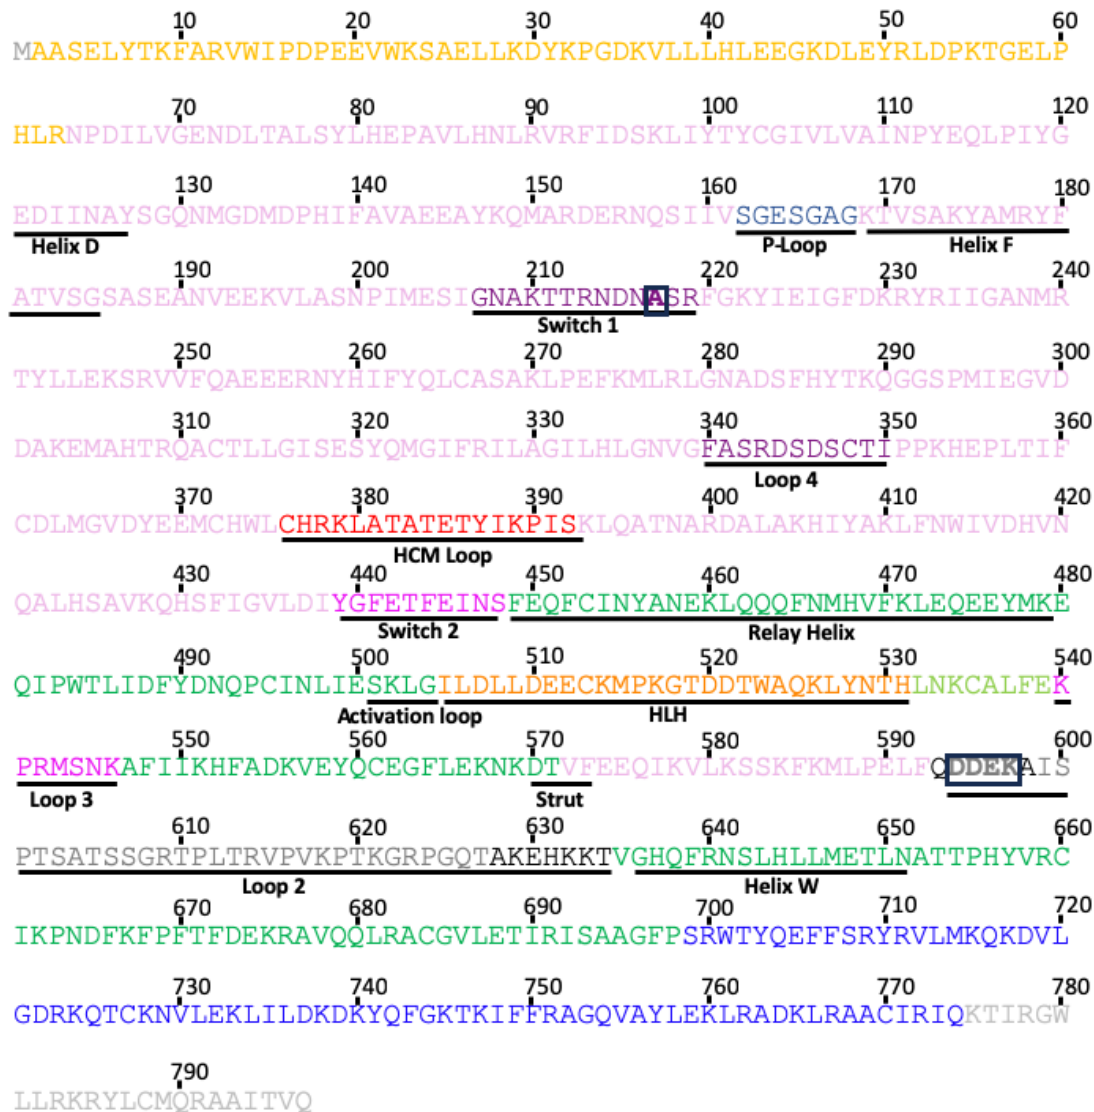 10 20 30 40 50 60
MAASELYTKFARVWIPDPEEVWKSAELLKDYKPGDKVLLLHLEEGKDLEYRLDPKTGELP
70 80 90 100 110 120
HLRNPDILVGENDLTALSYLHEPAVLHNLRVRFIDSKLIYTYCGIVLVAINPYEQLPIYG
130 140 150 160 170 180
EDIINAYSGQNMGDMDPHIFAVAEEAYKQMARDERNQSIIVSGESGAGKTVSAKYAMRYF
Helix D P-Loop Helix F
190 200 210 220 230 240
ATVSGSASEANVEEKVLASNPIMESIGNAKTTRNDNASRFGKYIEIGFDKRYRIIGANMR
Switch 1
250 260 270 280 290 300
TYLLEKSRVVFQAEEERNYHIFYQLCASAKLPEFKMLRLGNADSFHYTKQGGSPMIEGVD
310 320 330 340 350 360
DAKEMAHTRQACTLLGISESYQMGIFRILAGILHLGNVGFASRDSDSCTIPPKHEPLTIF
Loop 4
370 380 390 400 410 420
CDLMGVDYEEMCHWLCHRKLATATETYIKPISKLQATNARDALAKHIYAKLFNWIVDHVN
HCM Loop
430 440 450 460 470 480
QALHSAVKQHSFIGVLDIYGFETFEINSFEQFCINYANEKLQQQFNMHVFKLEQEEYMKE
Switch 2 Relay Helix
490 500 510 520 530 540
QIPWTLIDFYDNQPCINLIESKLGILDLLDEECKMPKGTDDTWAQKLYNTHLNKCALFEK
Activation loop HLH
550 560 570 580 590 600
PRMSNKAFIIKHFADKVEYQCEGFLEKNKDTVFEEQIKVLKSSKFKMLPELFQDDEKAIS
Loop 3 Strut
610 620 630 640 650 660
PTSATSSGRTPLTRVPVKPTKGRPGQTAKEHKKTVGHQFRNSLHLLMETLNATTPHYVRC
Loop 2 Helix W
670 680 690 700 710 720
IKPNDFKFPFTFDEKRAVQQLRACGVLETIRISAAGFPSRWTYQEFFSRYRVLMKQKDVL
730 740 750 760 770 780
GDRKQTCKNVLEKLILDKDKYQFGKTKIFFRAGQVAYLEKLRADKLRAACIRIQKTIRGW
790
LLRKRYLCMQRAAITVQ